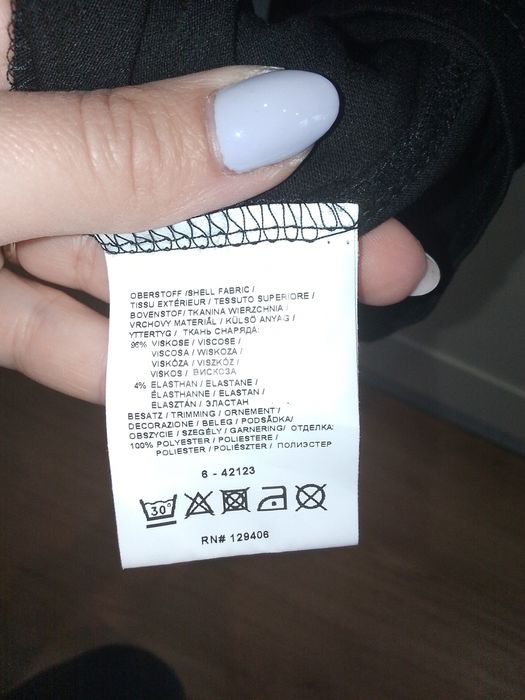 OBERSTOFF /SHELL FABRIC /
TISSU EXTÉRIEUR / TESSUTO SUPERIORE /
BOVENSTOF/ TKANINA WIERZCHNIA
VRCHOVÝ MATERIÁL / KÜLSŐ ANYAG /
YTTERTYG / ТКАНЬ СНАРЯДА:
96% VISKOSE / VISCOSE /
VISCOSA / WISKOZA /
VISKÓZA / VISZKÓZ /
VISKOS / ВИСКОЗА
4% ELASTHAN / ELASTANE /
ÉLASTHANNE / ELASTAN /
ELASZTÁN / ЭЛАСТАН
BESATZ / TRIMMING / ORNEMENT /
DECORAZIONE / BELEG / PODSÁDKA/
OBSZYCIE / SZEGÉLY / GARNERING/ ОТДЕЛКА:
100% POLYESTER / POLIESTERE /
POLIESTER / POLIÉSZTER / ПОЛИЭСТЕР
6 - 42123
30°
RN# 129406